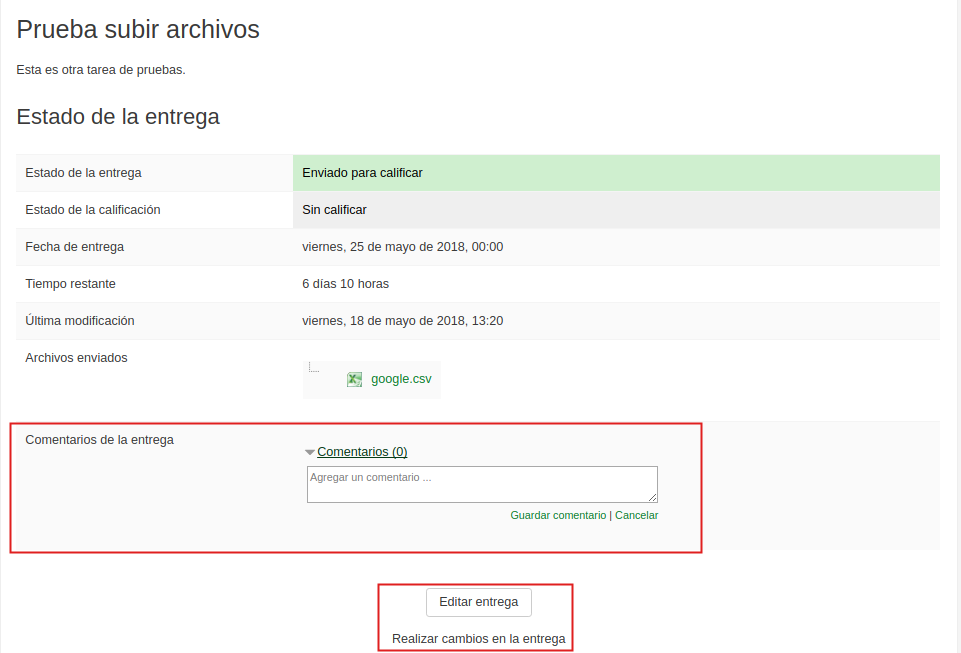 Prueba subir archivos
Esta es otra tarea de pruebas.
Estado de la entrega
Estado de la entrega Enviado para calificar
Estado de la calificación Sin calificar
Fecha de entrega viernes, 25 de mayo de 2018, 00:00
Tiempo restante 6 días 10 horas
Última modificación viernes, 18 de mayo de 2018, 13:20
Archivos enviados
google.csv
Comentarios de la entrega
Comentarios (0)
Agregar un comentario ...
Guardar comentario | Cancelar
Editar entrega
Realizar cambios en la entrega